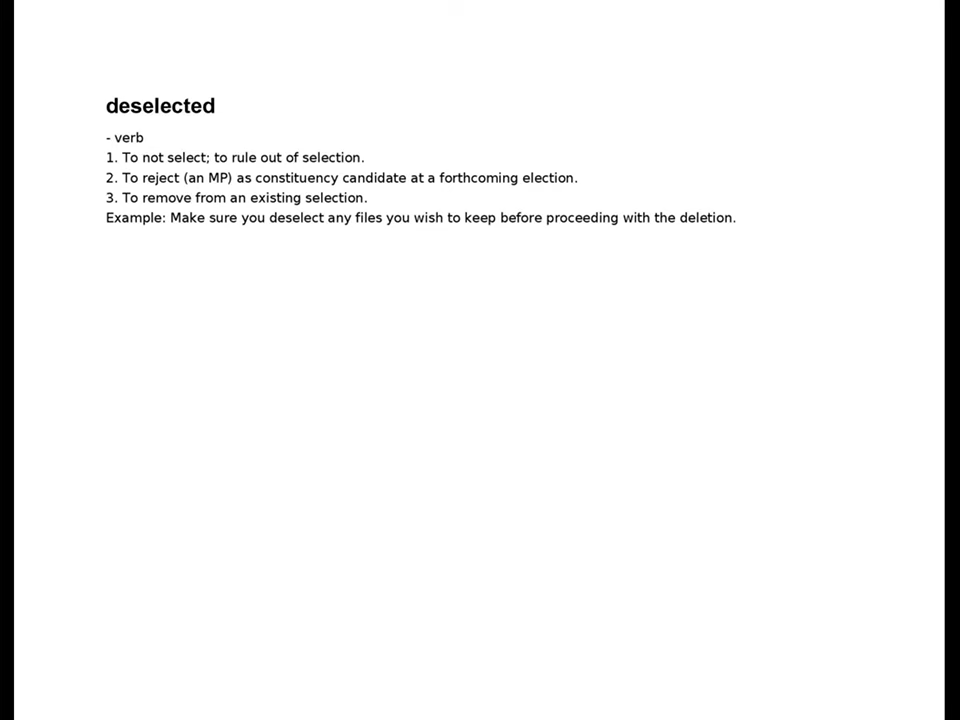 deselected
- verb
1. To not select; to rule out of selection.
2. To reject (an MP) as constituency candidate at a forthcoming election.
3. To remove from an existing selection.
Example: Make sure you deselect any files you wish to keep before proceeding with the deletion.